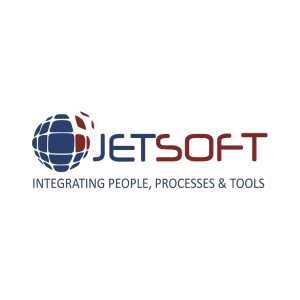 JETSOFT
INTEGRATING PEOPLE, PROCESSES & TOOLS